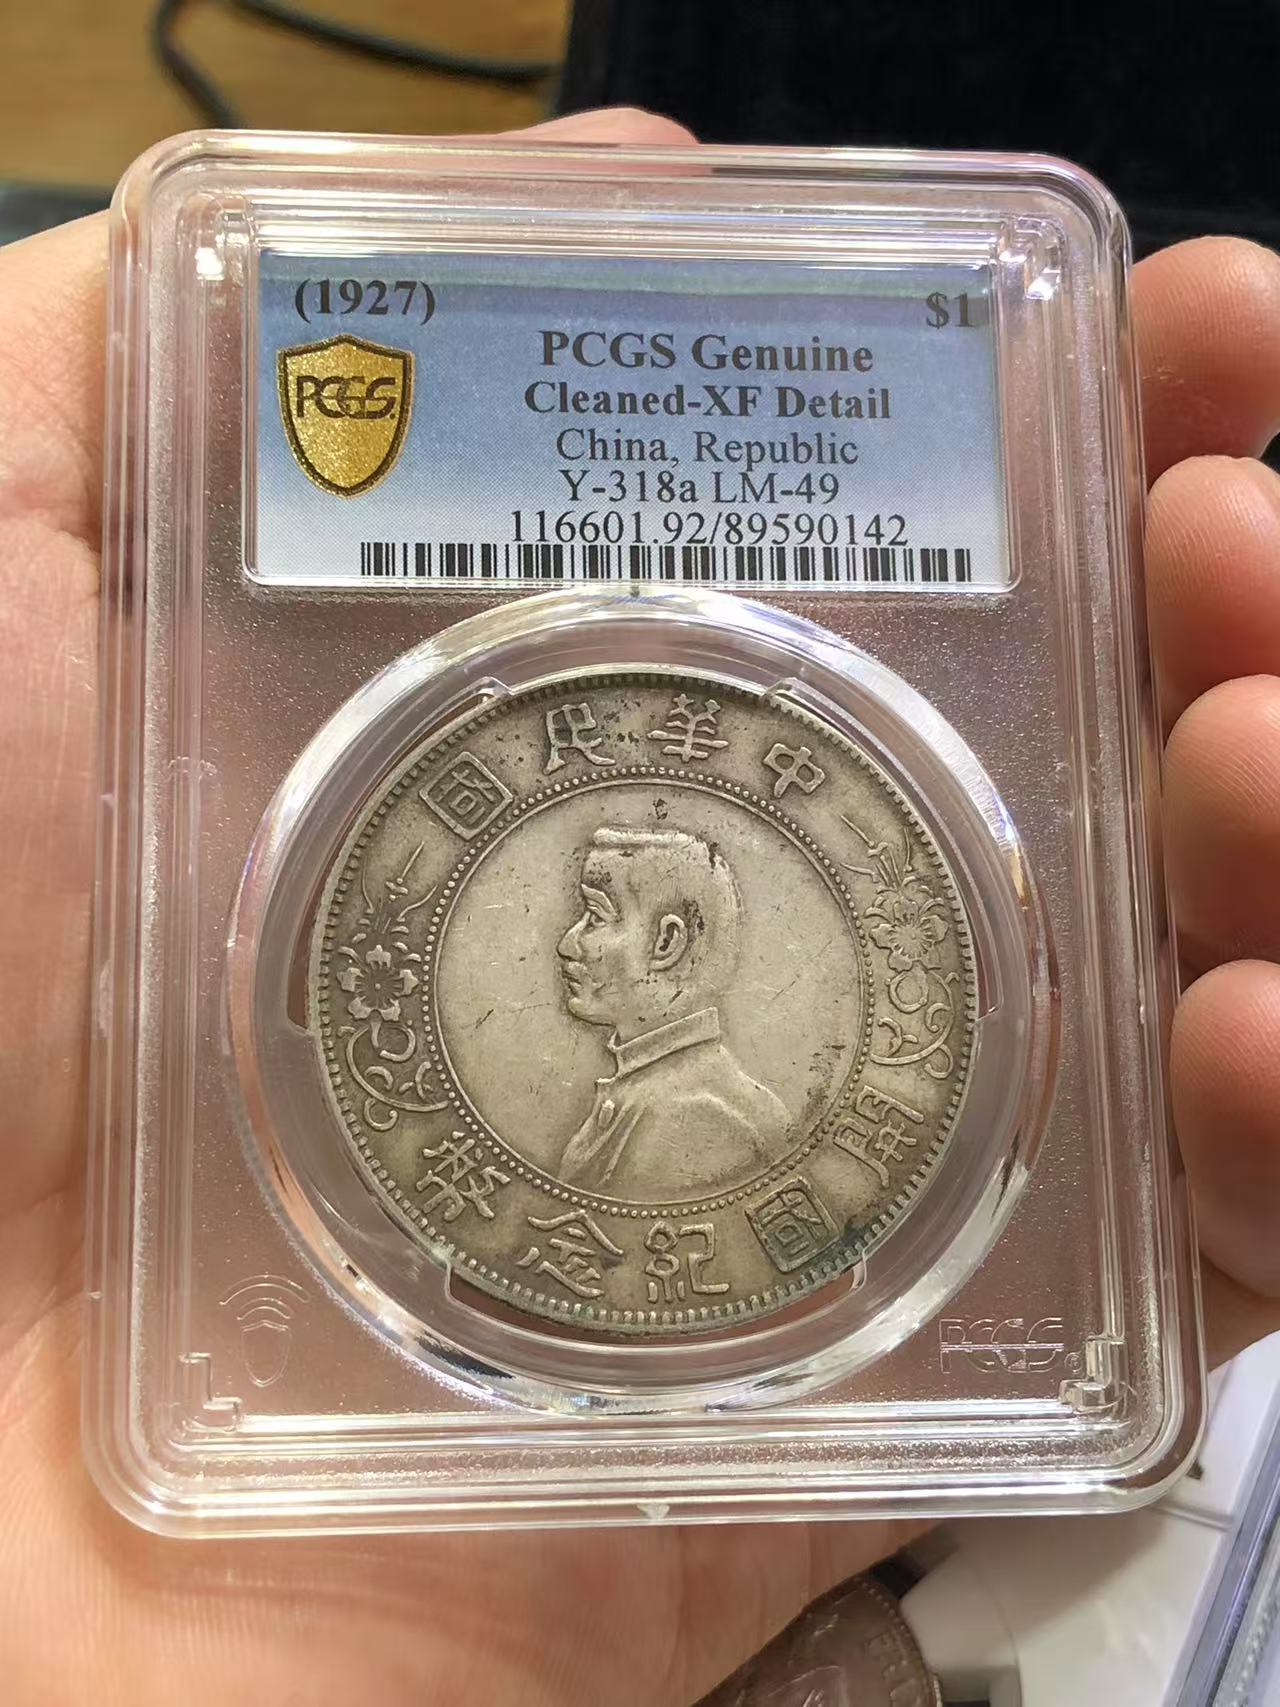 (1927) $1
PCGS Genuine
PCGS
Cleaned-XF Detail
China, Republic
Y-318a LM-49
116601.92/89590142
中華民國
開國紀念幣
PCGS